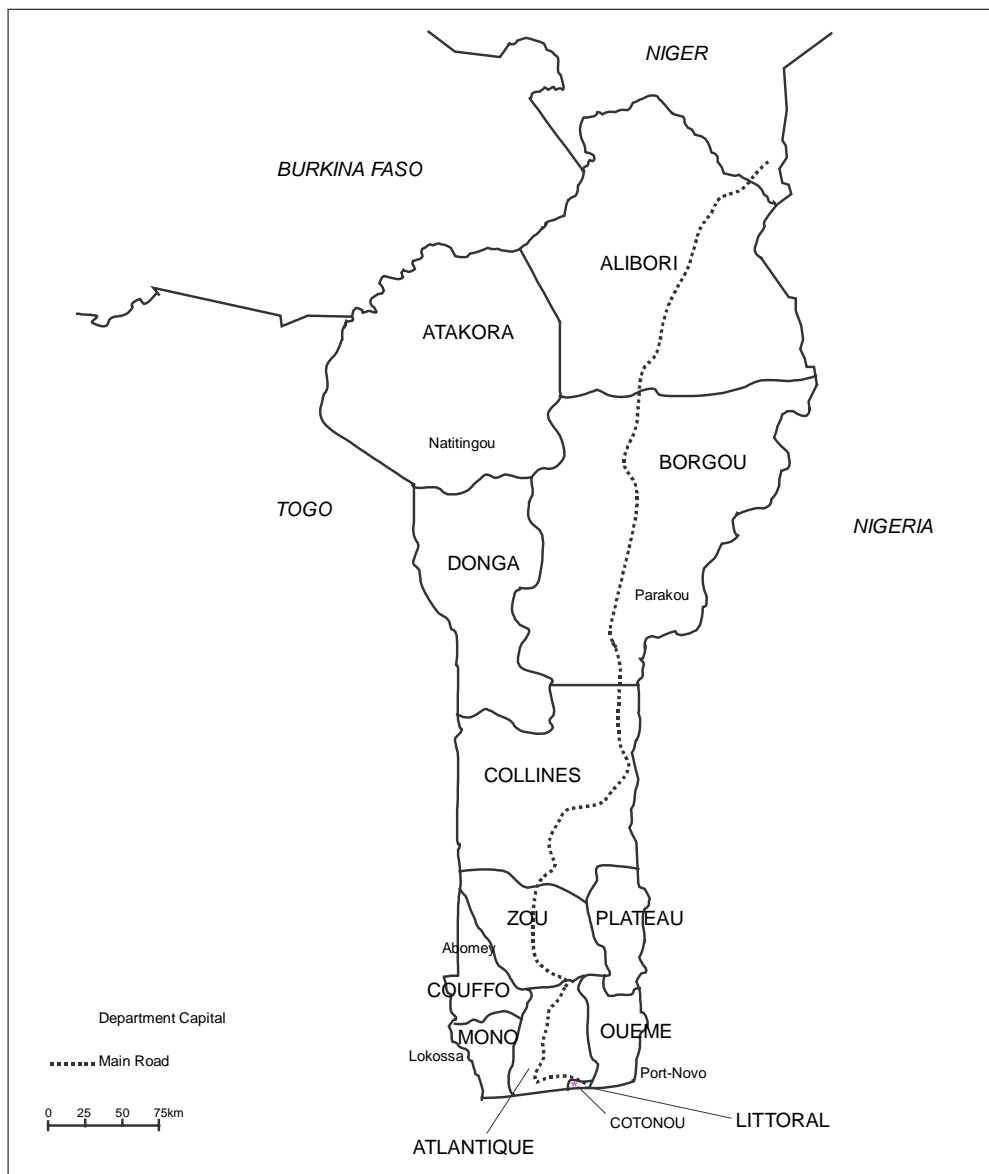 NIGER
BURKINA FASO
ALIBORI
ATAKORA
Natitingou
BORGOU
TOGO
NIGERIA
DONGA
Parakou
COLLINES
ZOU
PLATEAU
Abomey
COUFFO
Department Capital
MONO
OUEME
Lokossa
Main Road
Port-Novo
0 25 50 75km
COTONOU
LITTORAL
ATLANTIQUE